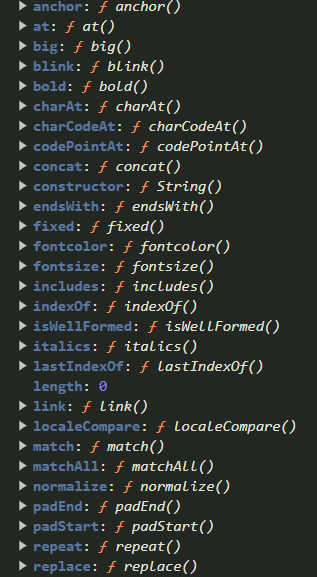 anchor: ƒ anchor()
at: ƒ at()
big: ƒ big()
blink: ƒ blink()
bold: ƒ bold()
charAt: ƒ charAt()
charCodeAt: ƒ charCodeAt()
codePointAt: ƒ codePointAt()
concat: ƒ concat()
constructor: ƒ String()
endsWith: ƒ endsWith()
fixed: ƒ fixed()
fontcolor: ƒ fontcolor()
fontsize: ƒ fontsize()
includes: ƒ includes()
indexOf: ƒ indexOf()
isWellFormed: ƒ isWellFormed()
italics: ƒ italics()
lastIndexOf: ƒ lastIndexOf()
length: 0
link: ƒ link()
localeCompare: ƒ localeCompare()
match: ƒ match()
matchAll: ƒ matchAll()
normalize: ƒ normalize()
padEnd: ƒ padEnd()
padStart: ƒ padStart()
repeat: ƒ repeat()
replace: ƒ replace()